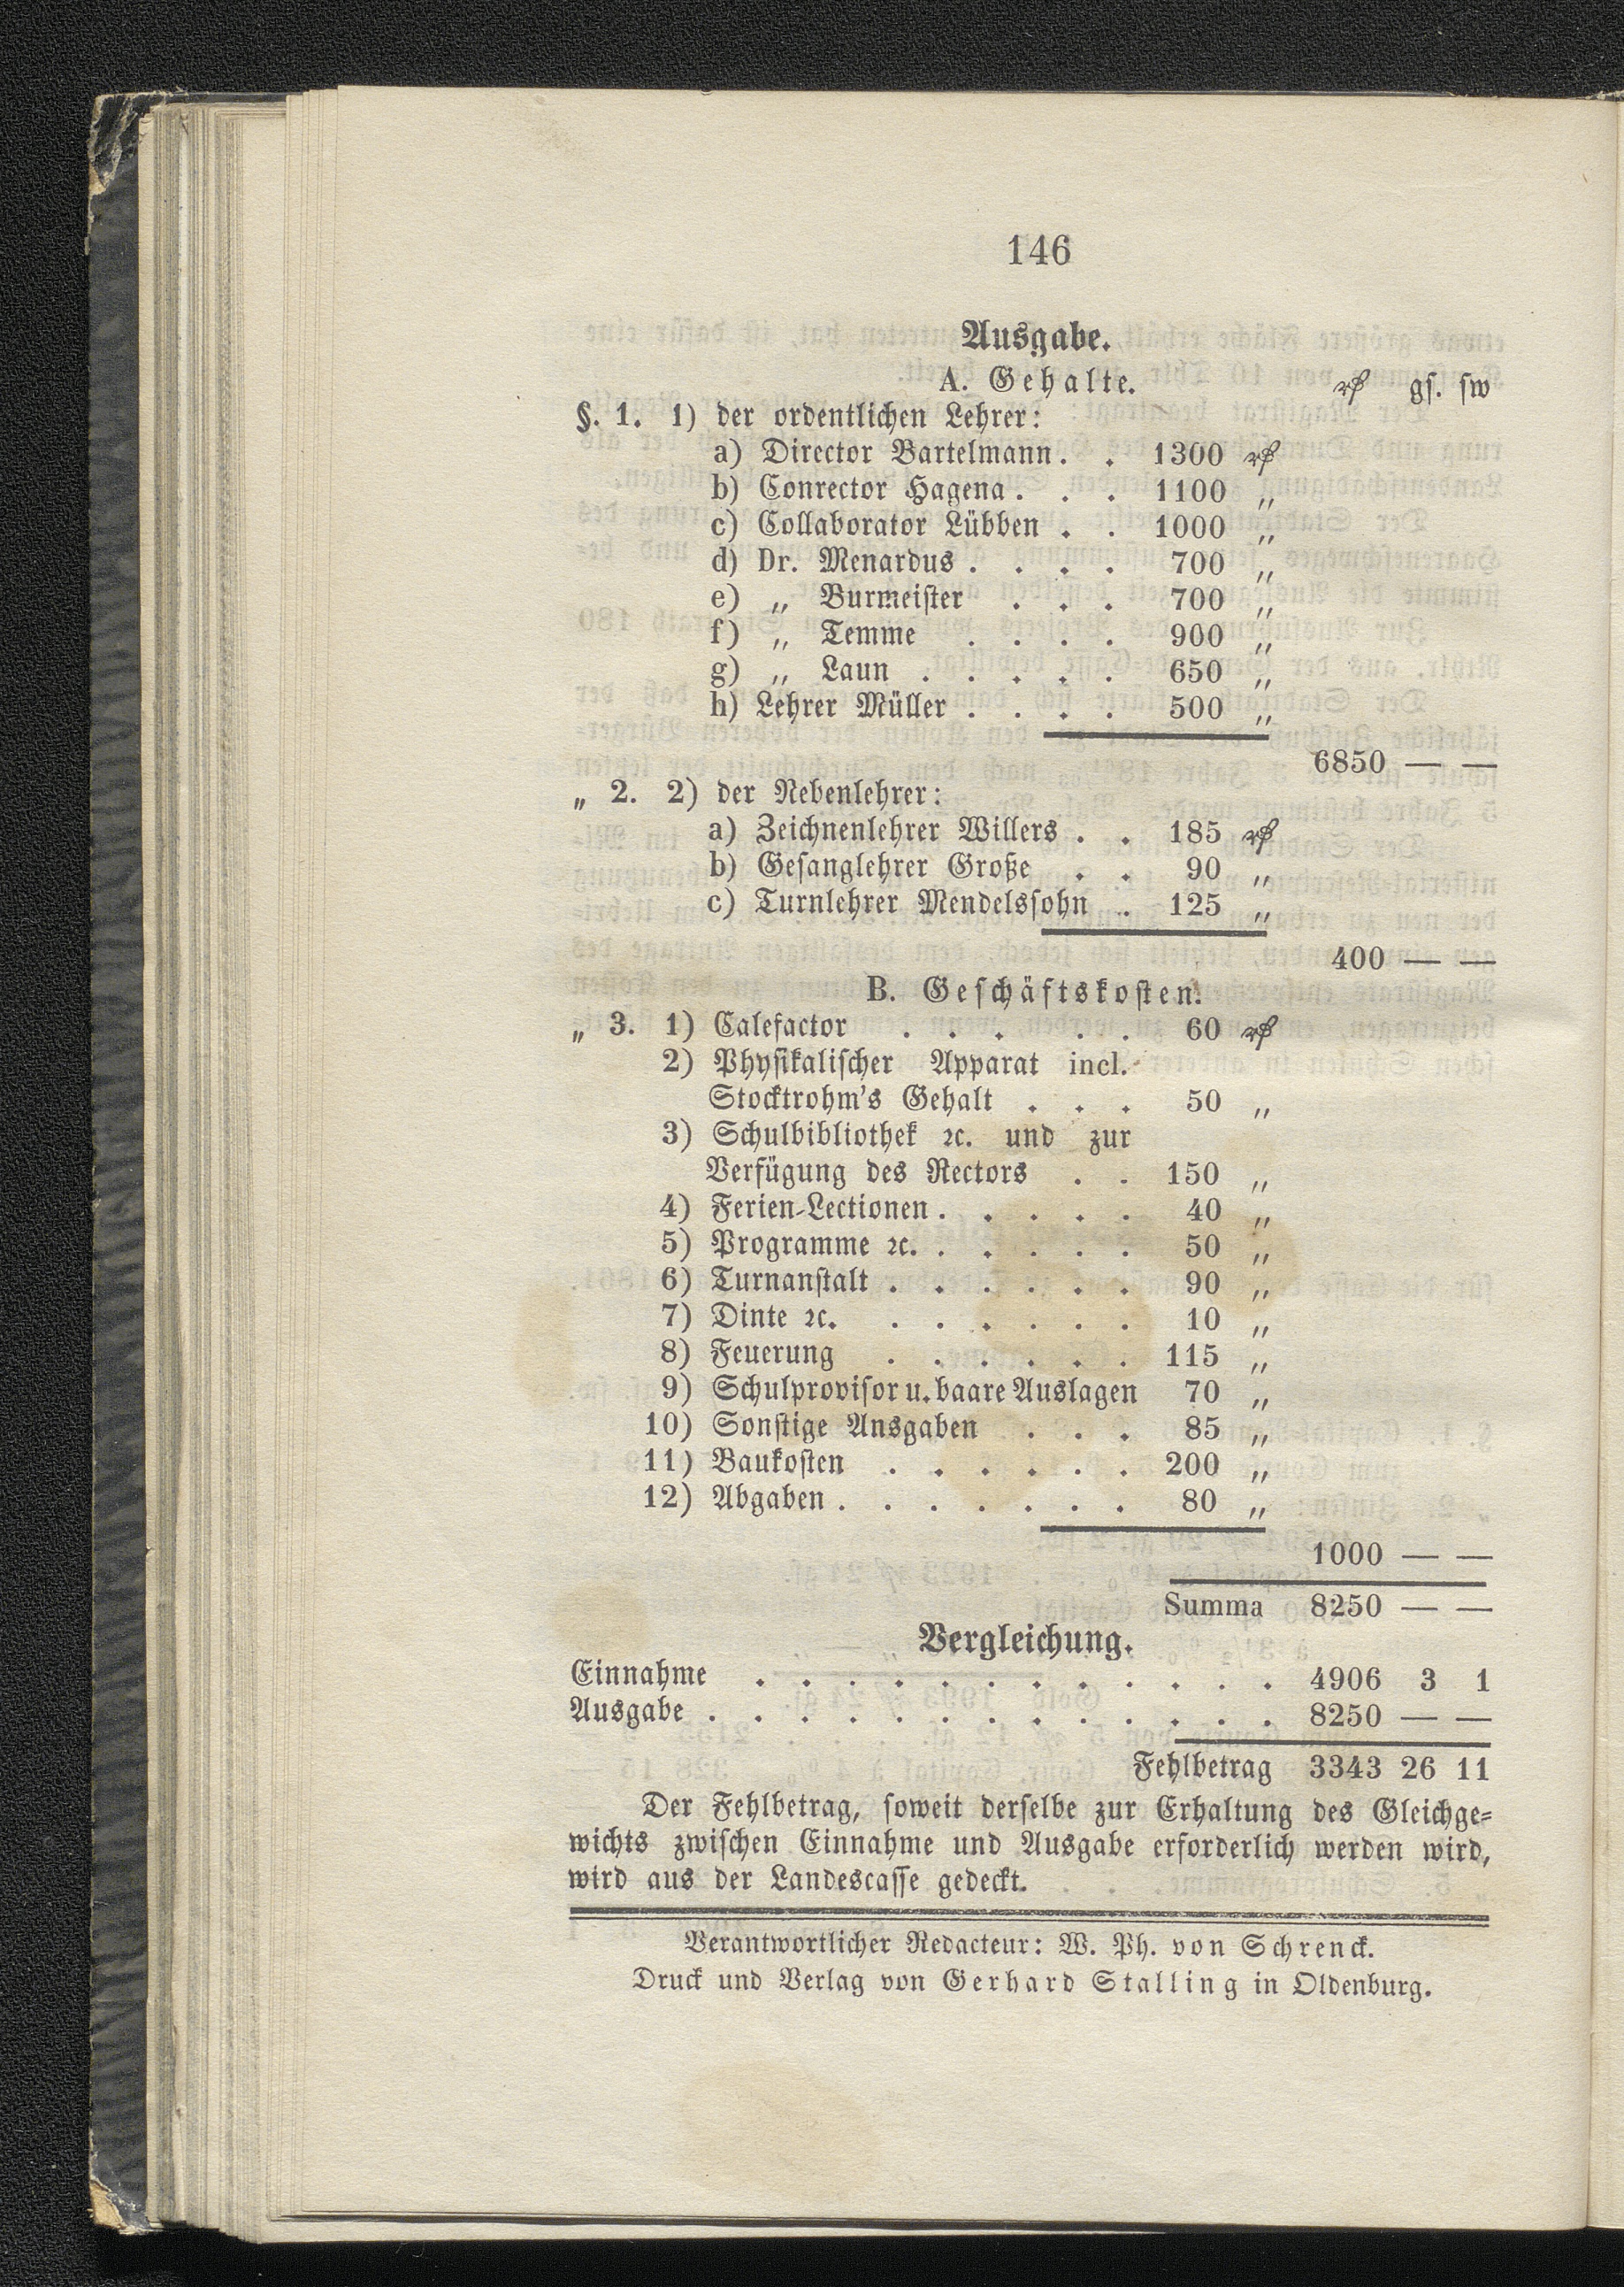 146
Ausgabe.
A. Gehalte. ₰ gs. sw
§. 1. 1) der ordentlichen Lehrer:
a) Director Bartelmann . . 1300 ₰
b) Conrector Hagena . . . 1100 „
c) Collaborator Lübben . . 1000 „
d) Dr. Menardus . . . . 700 „
e) „ Burmeister . . . 700 „
f) „ Temme . . . . 900 „
g) „ Laun . . . . . 650 „
h) Lehrer Müller . . . . 500 „
6850 — —
„ 2. 2) der Nebenlehrer:
a) Zeichnenlehrer Willers . . 185 ₰
b) Gesanglehrer Große . . 90 „
c) Turnlehrer Mendelssohn . 125 „
400 — —
B. Geschäftskosten.
„ 3. 1) Calefactor . . . . . 60 ₰
2) Physikalischer Apparat incl.
Stocktrohm's Gehalt . . . 50 „
3) Schulbibliothek ꝛc. und zur
Verfügung des Rectors . . 150 „
4) Ferien-Lectionen . . . . . 40 „
5) Programme ꝛc. . . . . . 50 „
6) Turnanstalt . . . . . . 90 „
7) Dinte ꝛc. . . . . . . 10 „
8) Feuerung . . . . . . 115 „
9) Schulprovisor u. baare Auslagen 70 „
10) Sonstige Ansgaben . . . 85 „
11) Baukosten . . . . . . 200 „
12) Abgaben . . . . . . . 80 „
1000 — —
Summa 8250 — —
Vergleichung.
Einnahme . . . . . . . . . . . . 4906 3 1
Ausgabe . . . . . . . . . . . . . 8250 — —
Fehlbetrag 3343 26 11
Der Fehlbetrag, soweit derselbe zur Erhaltung des Gleichge-
wichts zwischen Einnahme und Ausgabe erforderlich werden wird,
wird aus der Landescasse gedeckt.
Verantwortlicher Redacteur: W. Ph. von Schrenck.
Druck und Verlag von Gerhard Stalling in Oldenburg.